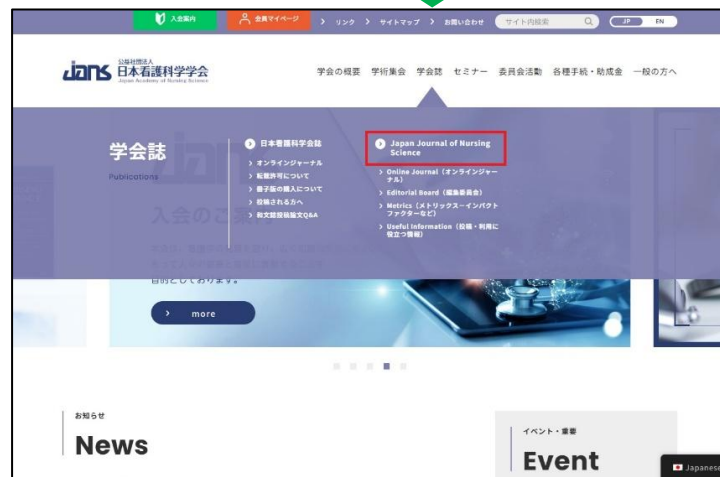 入会案内
会員マイページ
> リンク
> サイトマップ
> お問い合わせ
サイト内検索
JP
EN
jans
公益社団法人
日本看護科学学会
Japan Academy of Nursing Science
学会の概要
学術集会
学会誌
セミナー
委員会活動
各種手続・助成金
一般の方へ
学会誌
Publications
日本看護科学学会誌
> オンラインジャーナル
> 転載許可について
> 冊子版の購入について
> 投稿される方へ
> 和文誌投稿論文Q&A
Japan Journal of Nursing
Science
> Online Journal（オンラインジャー
ナル）
> Editorial Board（編集委員会）
> Metrics（メトリックス－インパクト
ファクターなど）
> Useful Information（投稿・利用に
役立つ情報）
入会のご
目的としております。
> more
お知らせ
News
イベント・重要
Event
Japanese